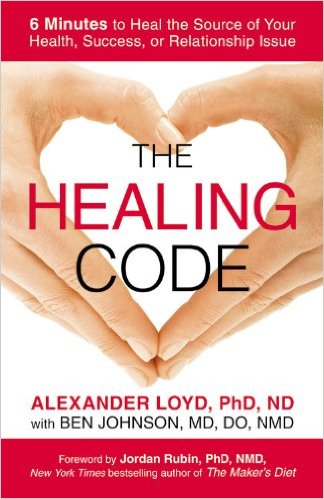 6 Minutes to Heal the Source of Your
Health, Success, or Relationship Issue
THE
HEALING
CODE
ALEXANDER LOYD, PhD, ND
with BEN JOHNSON, MD, DO, NMD
Foreword by Jordan Rubin, PhD, NMD,
New York Times bestselling author of The Maker's Diet